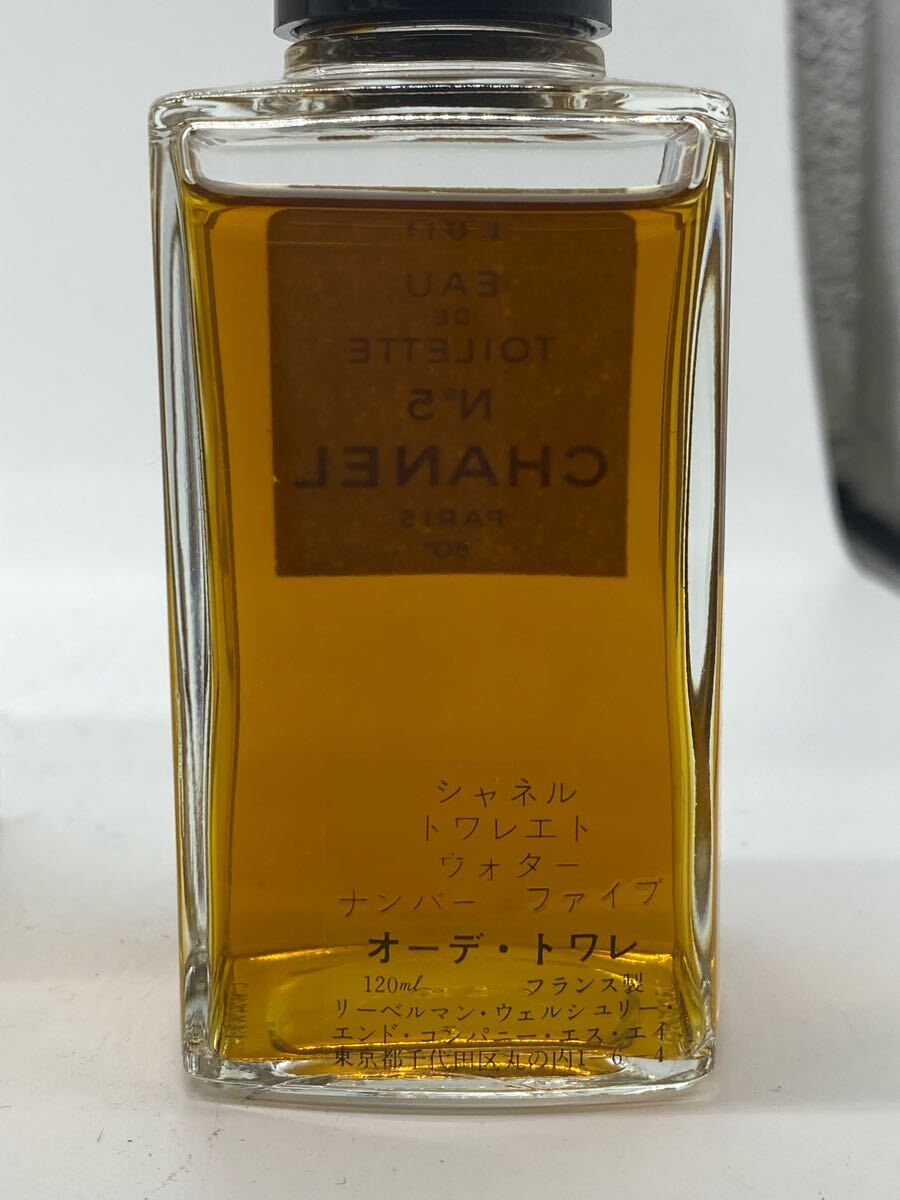 EAU
DE
TOILETTE
N°5
CHANEL
PARIS
シャネル
トワレエト
ウォター
ナンバー ファイブ
オーデ・トワレ
120ml フランス製
リーベルマン・ウェルシュリー・
エンド・コンパニー・エス・エイ
東京都千代田区丸の内1-6-4